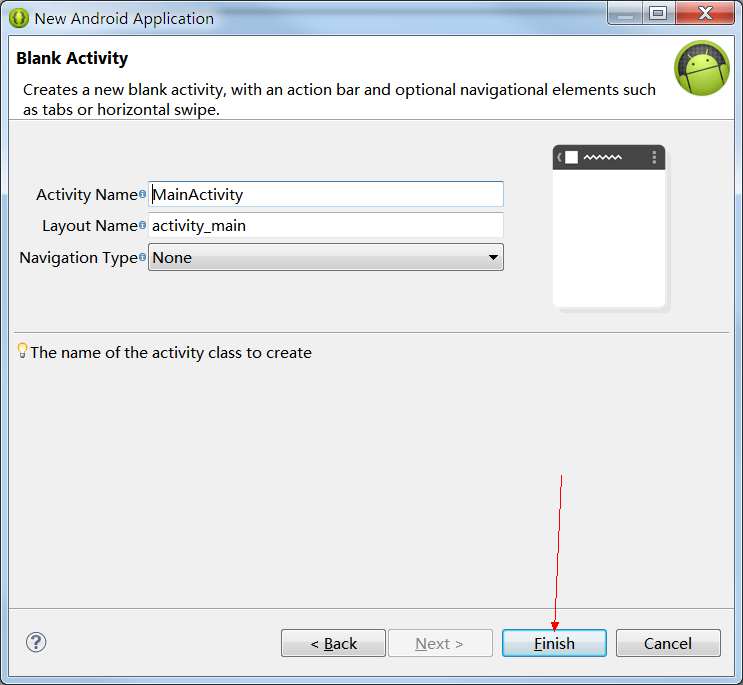 New Android Application
Blank Activity
Creates a new blank activity, with an action bar and optional navigational elements such
as tabs or horizontal swipe.
Activity Name MainActivity
Layout Name activity_main
Navigation Type None
The name of the activity class to create
< Back Next > Finish Cancel